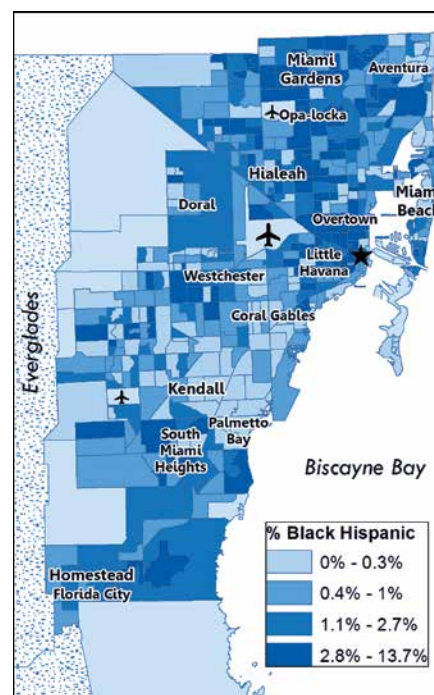 Miami
Gardens
Aventura
Opa-locka
Hialeah
Doral
Miami
Beach
Overtown
Little
Havana
Westchester
Coral Gables
Everglades
Kendall
Palmetto
Bay
South
Miami
Heights
Biscayne Bay
Homestead
Florida City
% Black Hispanic
0% - 0.3%
0.4% - 1%
1.1% - 2.7%
2.8% - 13.7%